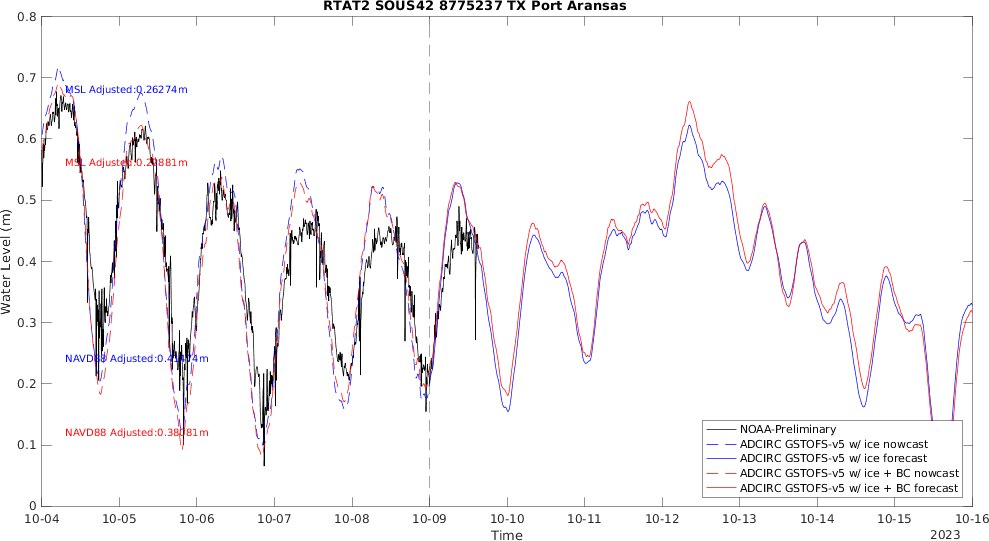 RTAT2 SOUS42 8775237 TX Port Aransas
Water Level (m)
0.8
0.7
0.6
0.5
0.4
0.3
0.2
0.1
0
MSL Adjusted:0.26274m
MSL
NAVD88
NAVD88
NOAA-Preliminary
ADCIRC GSTOFS-v5 w/ ice nowcast
ADCIRC GSTOFS-v5 w/ ice forecast
ADCIRC GSTOFS-v5 w/ ice + BC nowcast
ADCIRC GSTOFS-v5 w/ ice + BC forecast
10-04 10-05 10-06 10-07 10-08 10-09 10-10 10-11 10-12 10-13 10-14 10-15 10-16
Time
2023